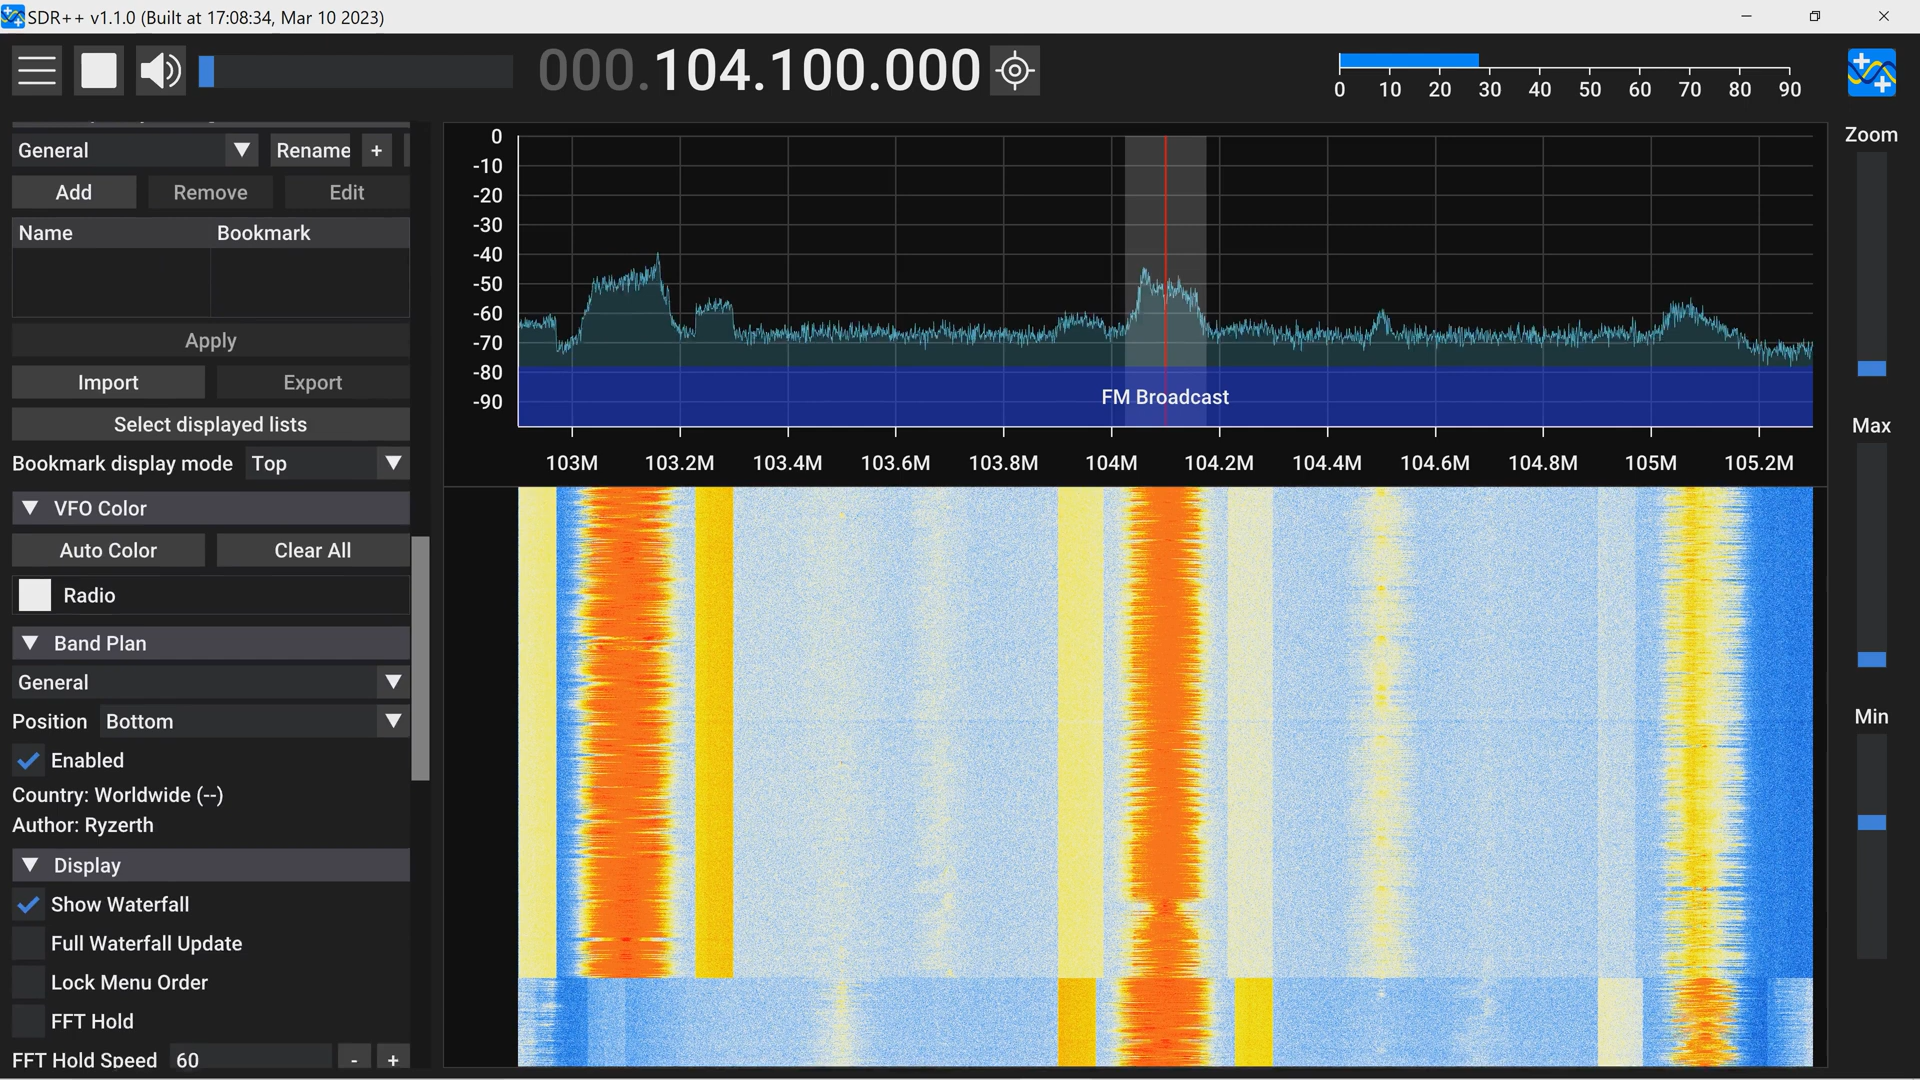 SDR++ v1.1.0 (Built at 17:08:34, Mar 10 2023)
000.104.100.000
0 10 20 30 40 50 60 70 80 90
General
Rename
+
Add
Remove
Edit
Name
Bookmark
Apply
Import
Export
Select displayed lists
Bookmark display mode
Top
VFO Color
Auto Color
Clear All
Radio
Band Plan
General
Position
Bottom
Enabled
Country: Worldwide (--)
Author: Ryzerth
Display
Show Waterfall
Full Waterfall Update
Lock Menu Order
FFT Hold
FFT Hold Speed
60
-
+
0
-10
-20
-30
-40
-50
-60
-70
-80
-90
FM Broadcast
103M 103.2M 103.4M 103.6M 103.8M 104M 104.2M 104.4M 104.6M 104.8M 105M 105.2M
Zoom
Max
Min